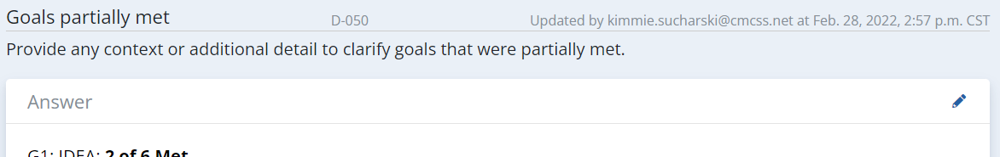 Goals partially met D-050 Updated by kimmie.sucharski@cmcss.net at Feb. 28, 2022, 2:57 p.m. CST
Provide any context or additional detail to clarify goals that were partially met.
Answer
G1: IDEA: 2 of 6 Met